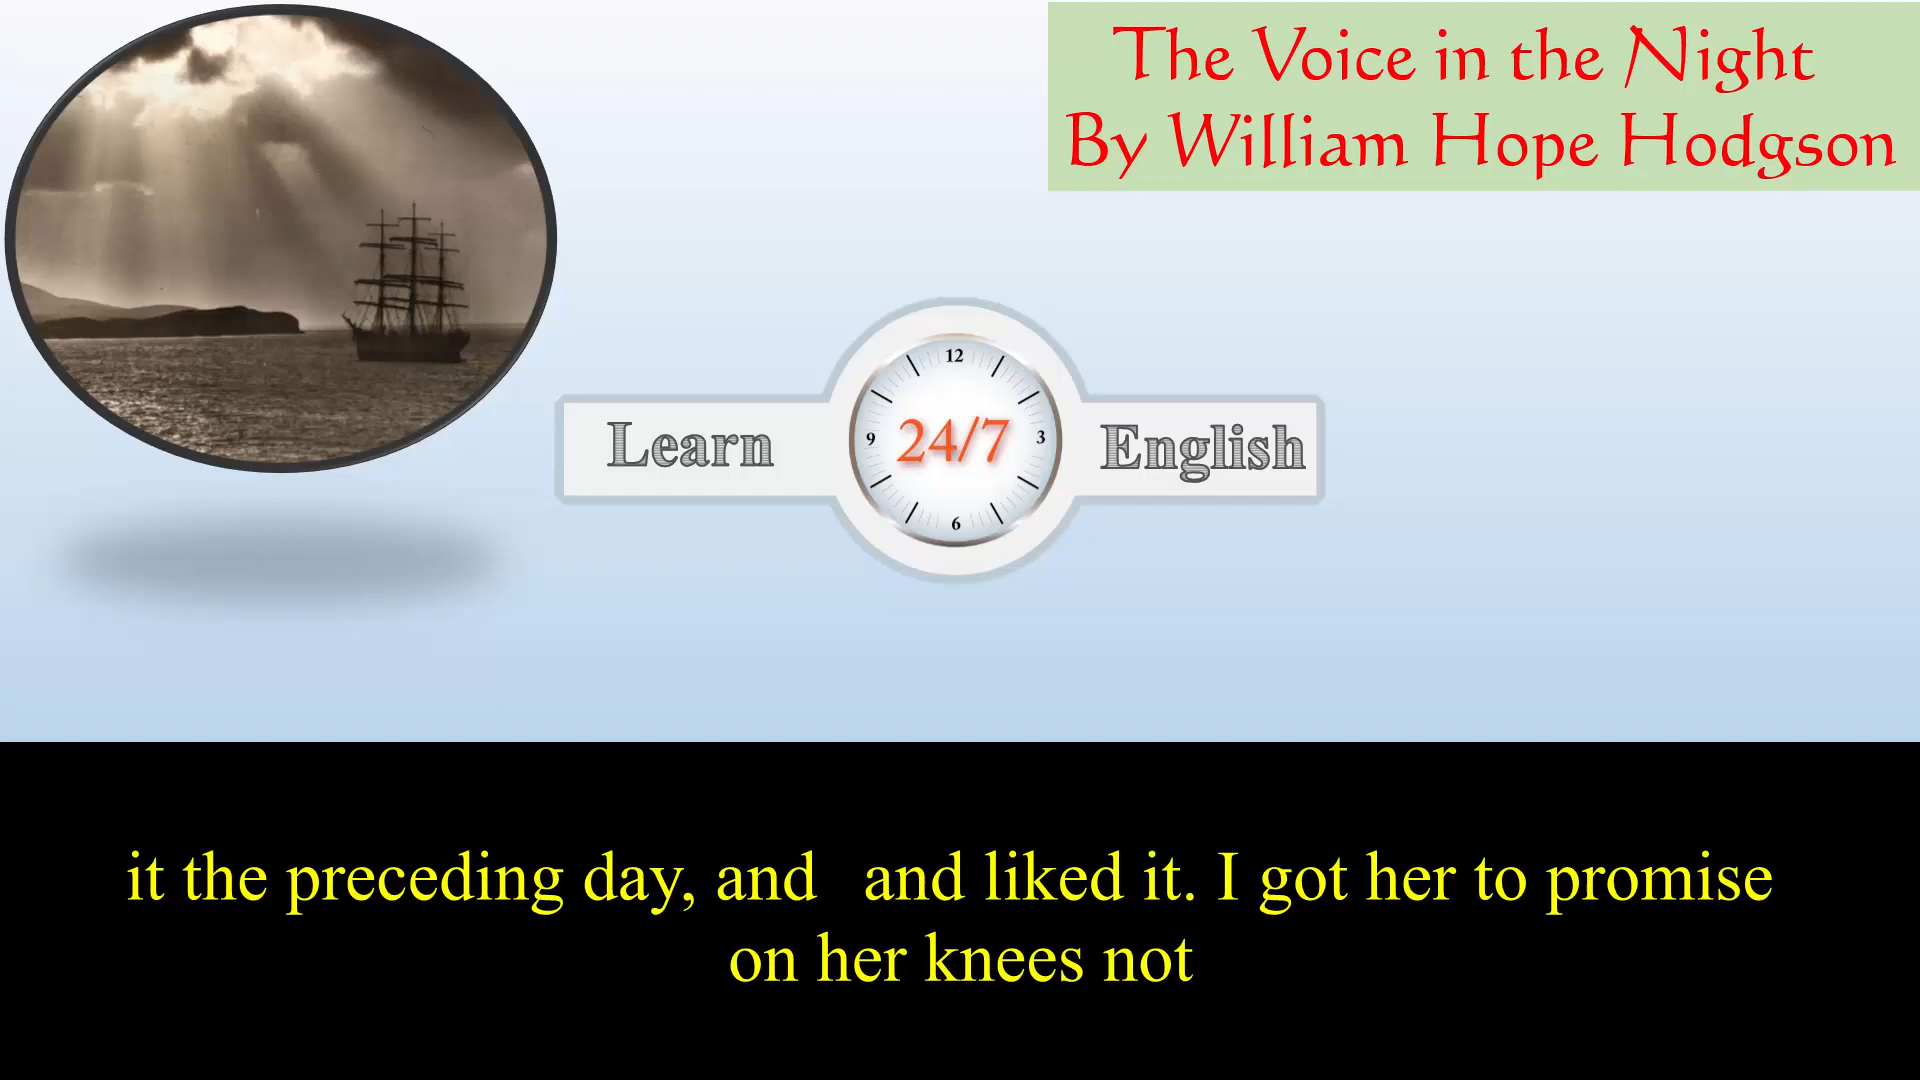 The Voice in the Night
By William Hope Hodgson
12
Learn 9 24/7 3 English
6
it the preceding day, and and liked it. I got her to promise
on her knees not